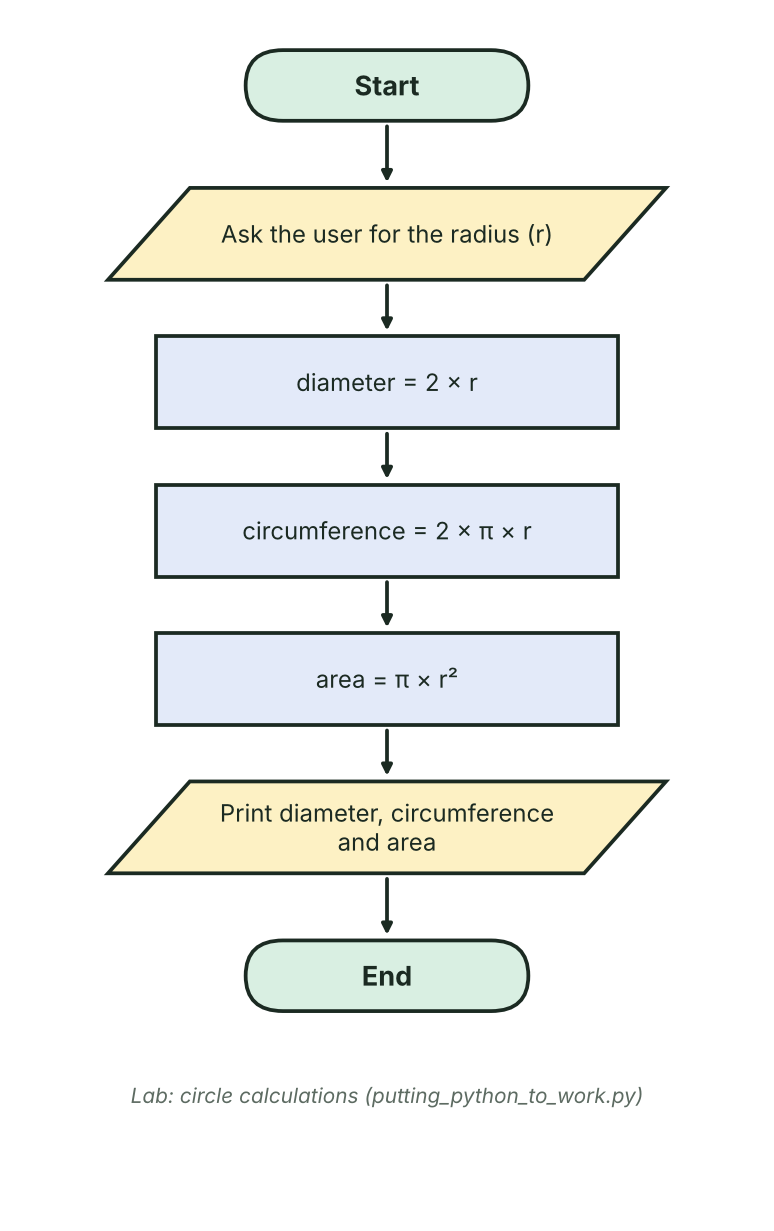 Start
Ask the user for the radius (r)
diameter = 2 × r
circumference = 2 × π × r
area = π × r²
Print diameter, circumference
and area
End
Lab: circle calculations (putting_python_to_work.py)